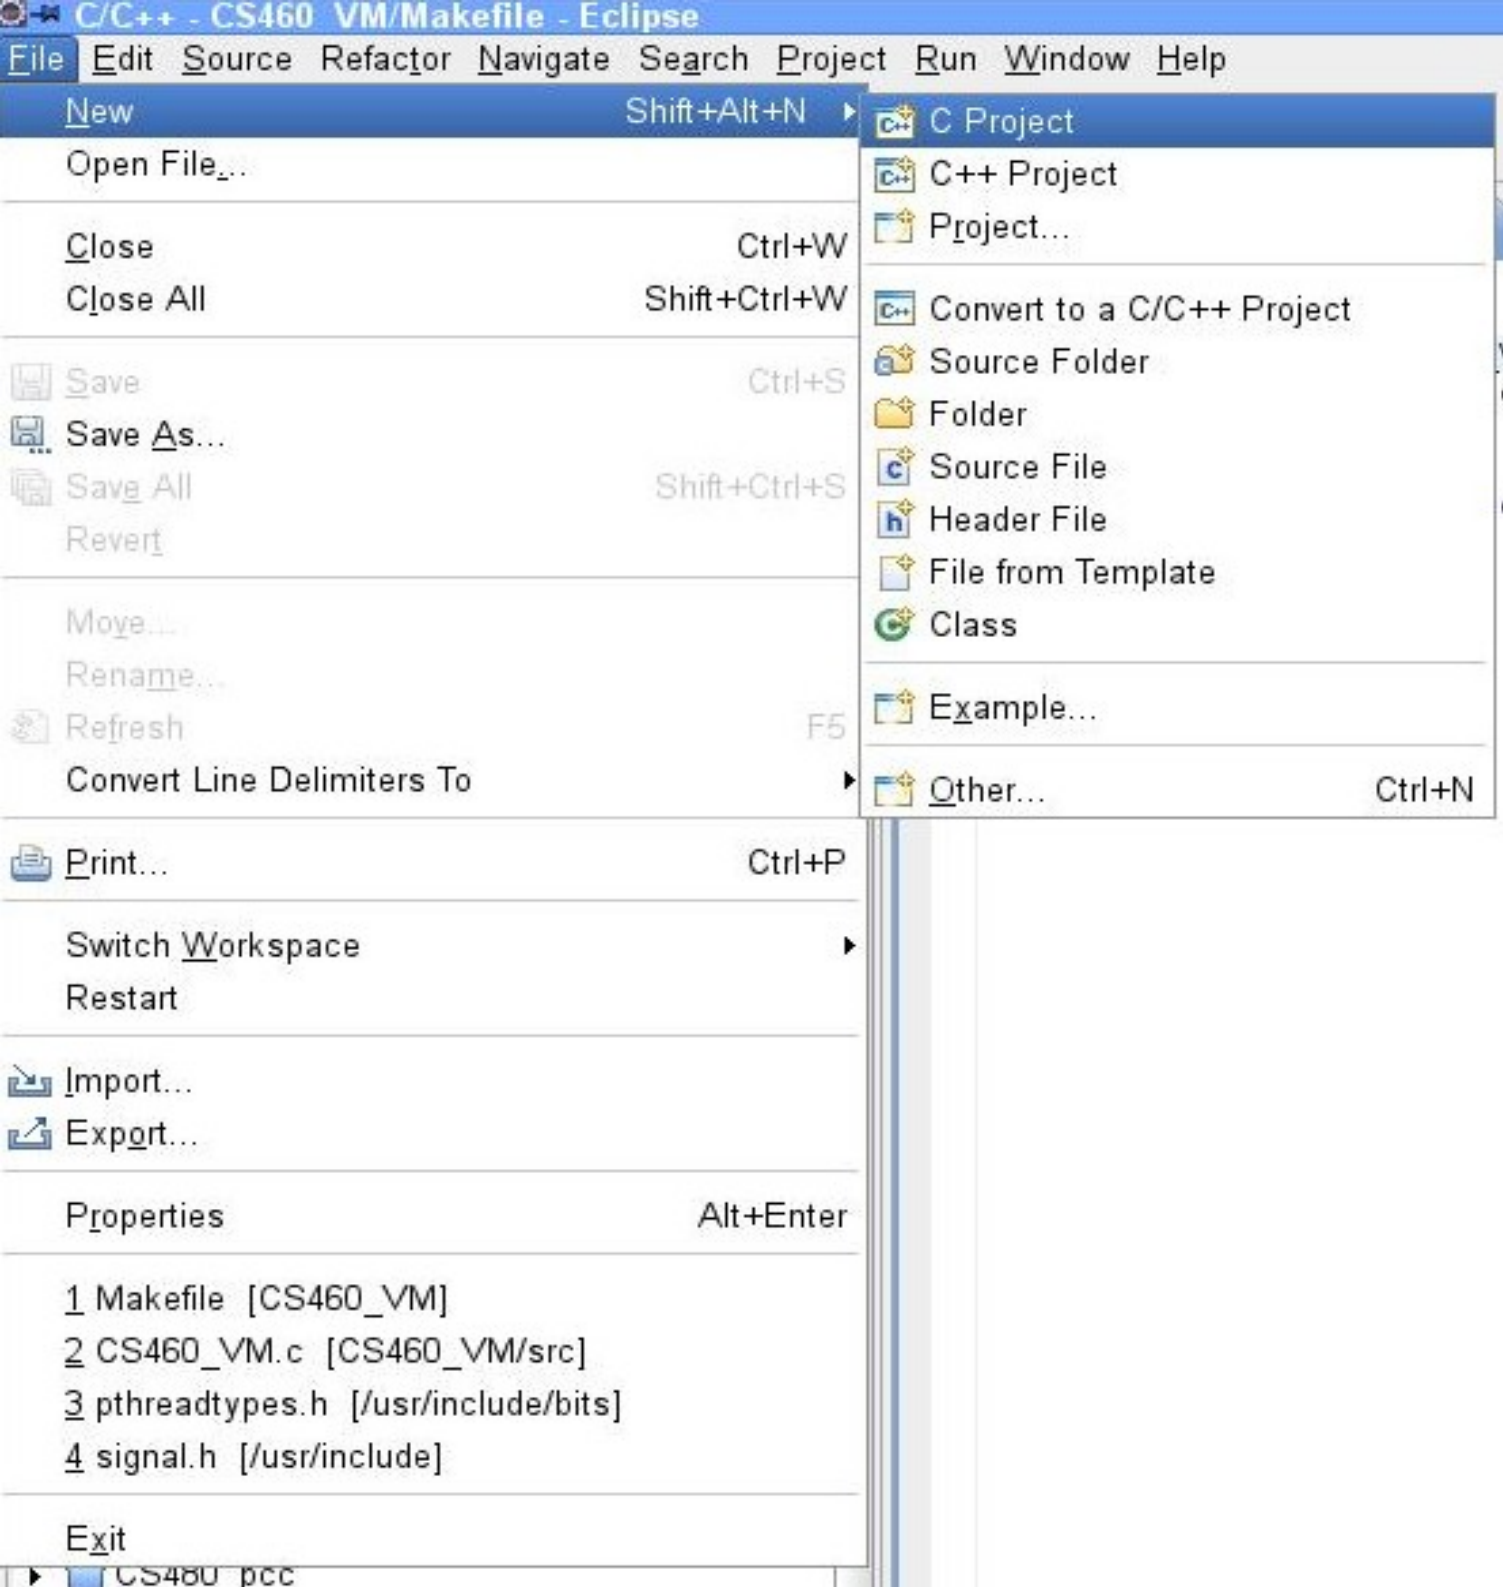 C/C++ - CS460_VM/Makefile - Eclipse
File Edit Source Refactor Navigate Search Project Run Window Help
New Shift+Alt+N
Open File...
Close Ctrl+W
Close All Shift+Ctrl+W
Save Ctrl+S
Save As...
Save All Shift+Ctrl+S
Revert
Move...
Rename...
Refresh F5
Convert Line Delimiters To
Print... Ctrl+P
Switch Workspace
Restart
Import...
Export...
Properties Alt+Enter
1 Makefile [CS460_VM]
2 CS460_VM.c [CS460_VM/src]
3 pthreadtypes.h [/usr/include/bits]
4 signal.h [/usr/include]
Exit
CS480_pcc
C Project
C++ Project
Project...
Convert to a C/C++ Project
Source Folder
Folder
Source File
Header File
File from Template
Class
Example...
Other... Ctrl+N